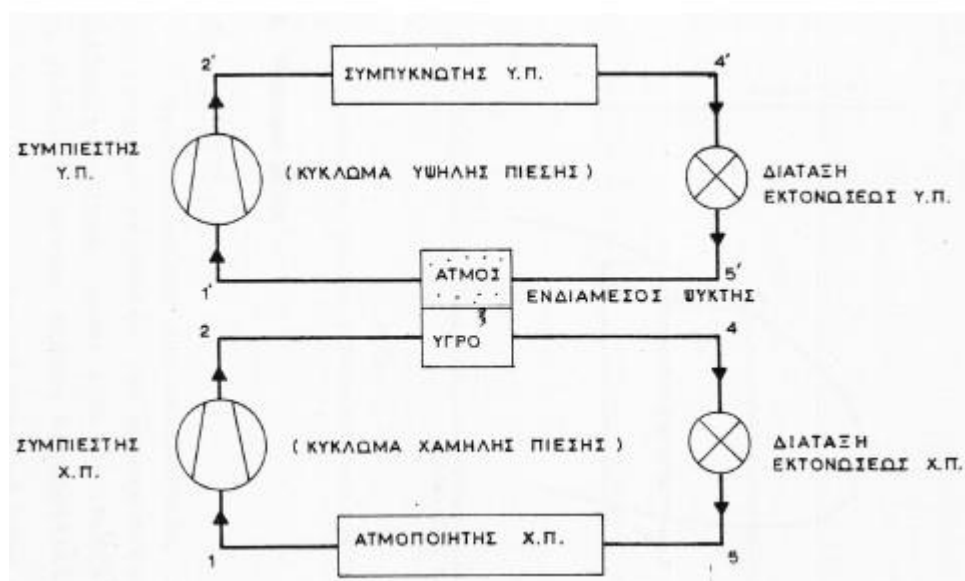 2′
ΣΥΜΠΥΚΝΩΤΗΣ Υ.Π.
4′
ΣΥΜΠΙΕΣΤΗΣ
Υ.Π.
(ΚΥΚΛΩΜΑ ΥΨΗΛΗΣ ΠΙΕΣΗΣ)
ΔΙΑΤΑΞΗ
ΕΚΤΟΝΩΣΕΩΣ Υ.Π.
1′
ΑΤΜΟΣ
5′
ΕΝΔΙΑΜΕΣΟΣ ΨΥΚΤΗΣ
2
ΥΓΡΟ
4
ΣΥΜΠΙΕΣΤΗΣ
Χ.Π.
(ΚΥΚΛΩΜΑ ΧΑΜΗΛΗΣ ΠΙΕΣΗΣ)
ΔΙΑΤΑΞΗ
ΕΚΤΟΝΩΣΕΩΣ Χ.Π.
1
ΑΤΜΟΠΟΙΗΤΗΣ Χ.Π.
5